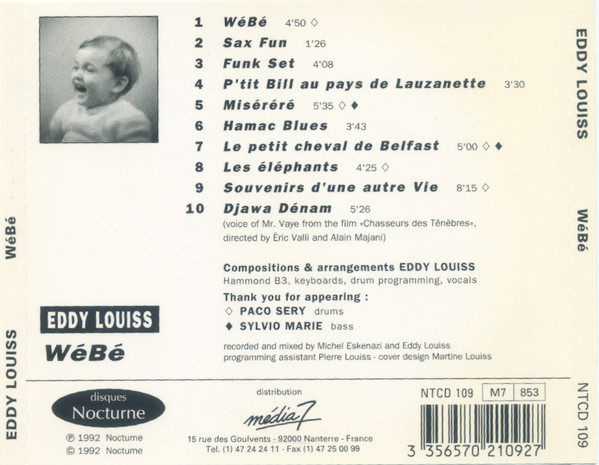 1 WéBé 4'50 ◊
2 Sax Fun 1'26
3 Funk Set 4'08
4 P'tit Bill au pays de Lauzanette 3'30
5 Miséréré 5'35 ◊ ♦
6 Hamac Blues 3'43
7 Le petit cheval de Belfast 5'00 ◊ ♦
8 Les éléphants 4'25 ◊
9 Souvenirs d'une autre Vie 8'15 ◊
10 Djawa Dénam 5'26
(voice of Mr. Vaye from the film «Chasseurs des Ténèbres»,
directed by Éric Valli and Alain Majani)
Compositions & arrangements EDDY LOUISS
Hammond B3, keyboards, drum programming, vocals
Thank you for appearing :
◊ PACO SERY drums
♦ SYLVIO MARIE bass
recorded and mixed by Michel Eskenazi and Eddy Louiss
programming assistant Pierre Louiss - cover design Martine Louiss
EDDY LOUISS
WéBé
disques
Nocturne
℗ 1992 Nocturne
© 1992 Nocturne
distribution
média 7
15 rue des Goulvents - 92000 Nanterre - France
Tel (1) 47 24 24 11 - Fax (1) 47 25 00 99
NTCD 109 M7 853
3 356570 210927
EDDY LOUISS WéBé
EDDY LOUISS WéBé NTCD 109